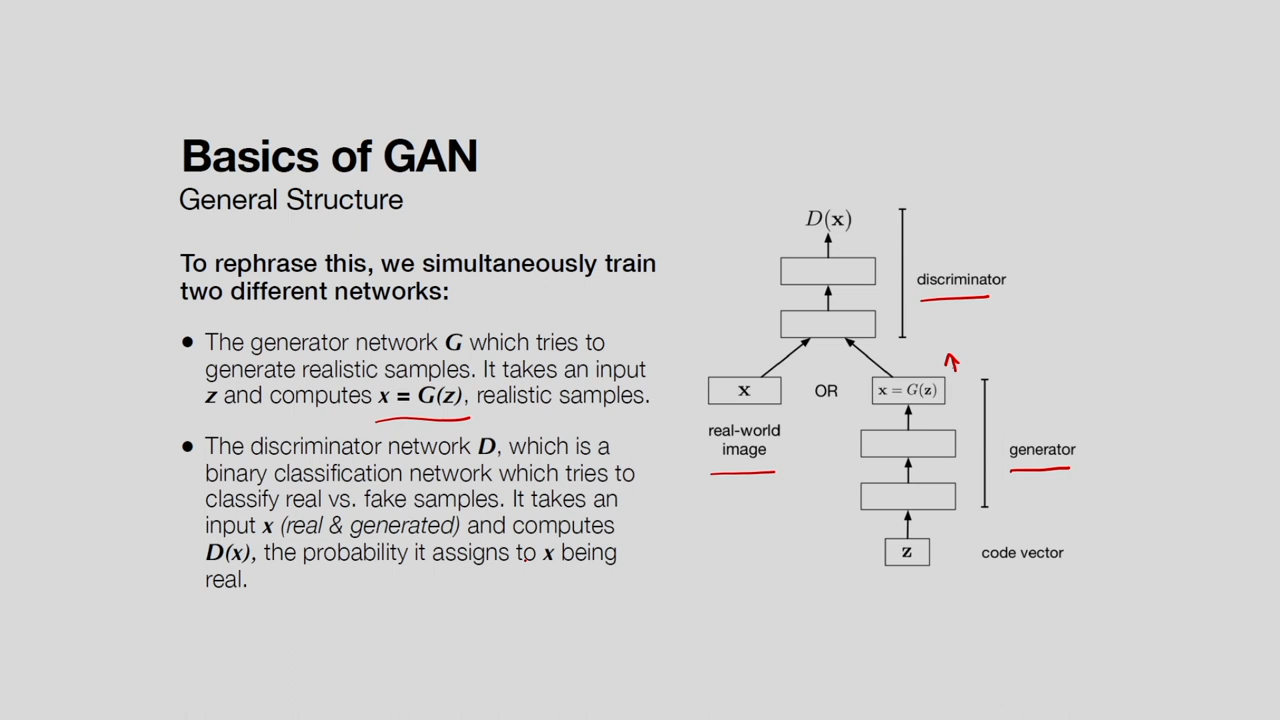 Basics of GAN
General Structure
To rephrase this, we simultaneously train
two different networks:
• The generator network G which tries to
generate realistic samples. It takes an input
z and computes x = G(z), realistic samples.
• The discriminator network D, which is a
binary classification network which tries to
classify real vs. fake samples. It takes an
input x (real & generated) and computes
D(x), the probability it assigns to x being
real.
D(x)
discriminator
x
OR
x = G(z)
real-world
image
generator
z
code vector